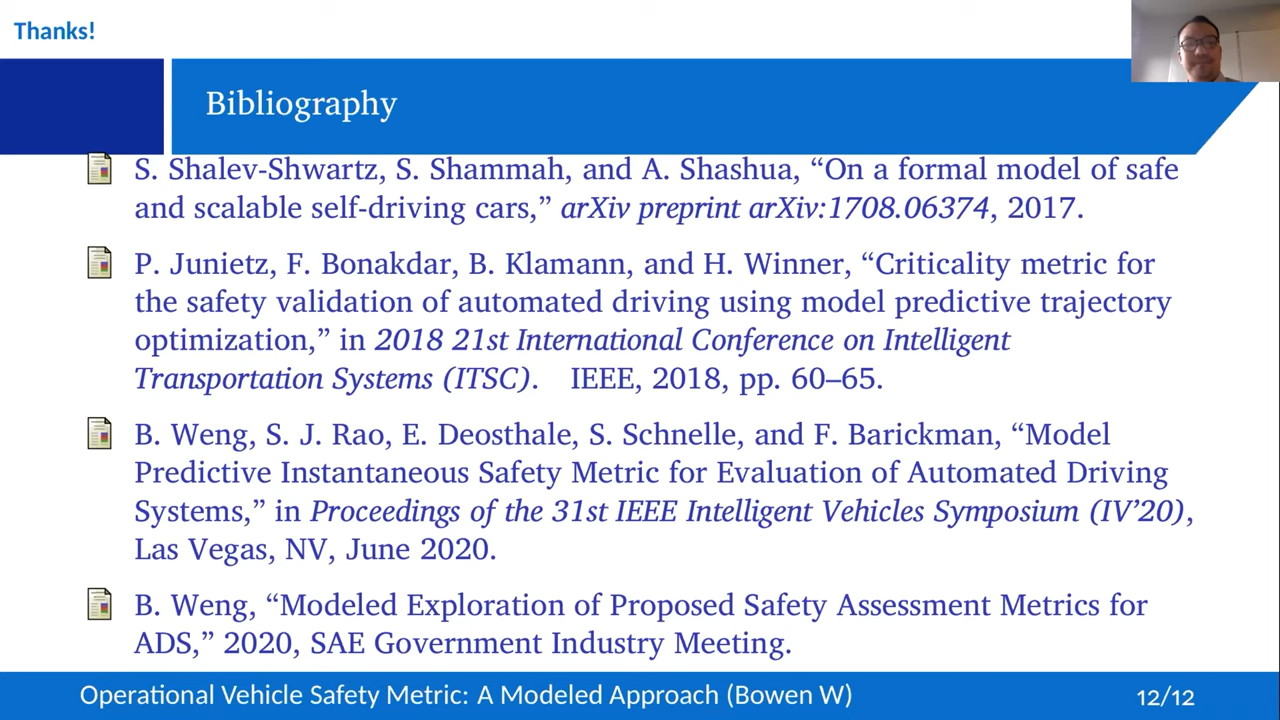 Thanks!
Bibliography
S. Shalev-Shwartz, S. Shammah, and A. Shashua, “On a formal model of safe
and scalable self-driving cars,” arXiv preprint arXiv:1708.06374, 2017.
P. Junietz, F. Bonakdar, B. Klamann, and H. Winner, “Criticality metric for
the safety validation of automated driving using model predictive trajectory
optimization,” in 2018 21st International Conference on Intelligent
Transportation Systems (ITSC). IEEE, 2018, pp. 60–65.
B. Weng, S. J. Rao, E. Deosthale, S. Schnelle, and F. Barickman, “Model
Predictive Instantaneous Safety Metric for Evaluation of Automated Driving
Systems,” in Proceedings of the 31st IEEE Intelligent Vehicles Symposium (IV’20),
Las Vegas, NV, June 2020.
B. Weng, “Modeled Exploration of Proposed Safety Assessment Metrics for
ADS,” 2020, SAE Government Industry Meeting.
Operational Vehicle Safety Metric: A Modeled Approach (Bowen W)
12/12